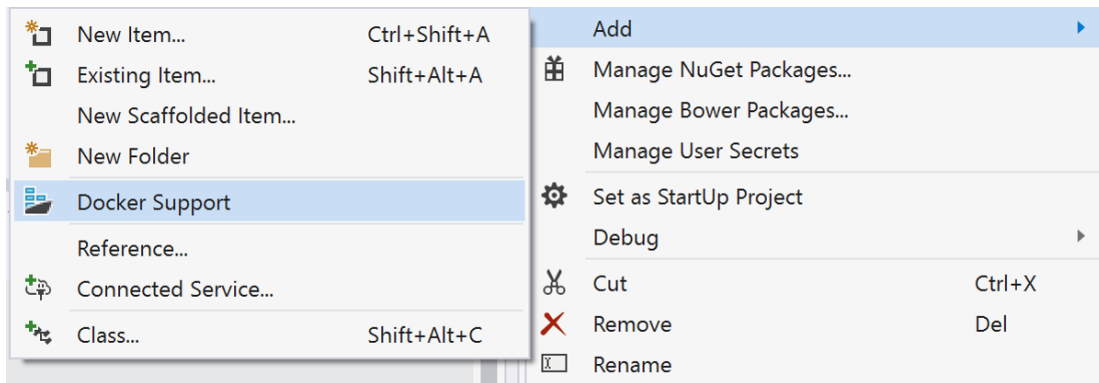 New Item... Ctrl+Shift+A
Existing Item... Shift+Alt+A
New Scaffolded Item...
New Folder
Docker Support
Reference...
Connected Service...
Class... Shift+Alt+C
Add
Manage NuGet Packages...
Manage Bower Packages...
Manage User Secrets
Set as StartUp Project
Debug
Cut Ctrl+X
Remove Del
Rename